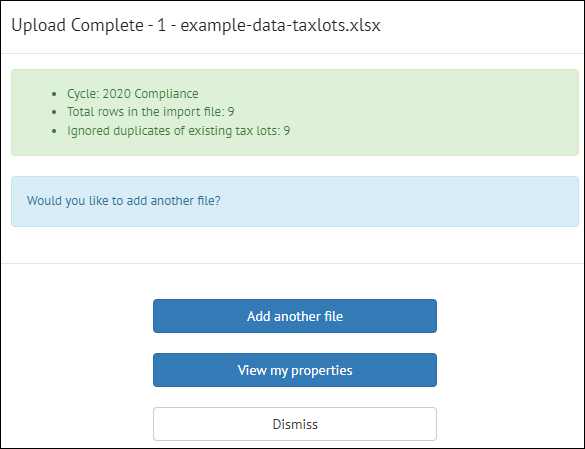 Upload Complete - 1 - example-data-taxlots.xlsx
• Cycle: 2020 Compliance
• Total rows in the import file: 9
• Ignored duplicates of existing tax lots: 9
Would you like to add another file?
Add another file
View my properties
Dismiss